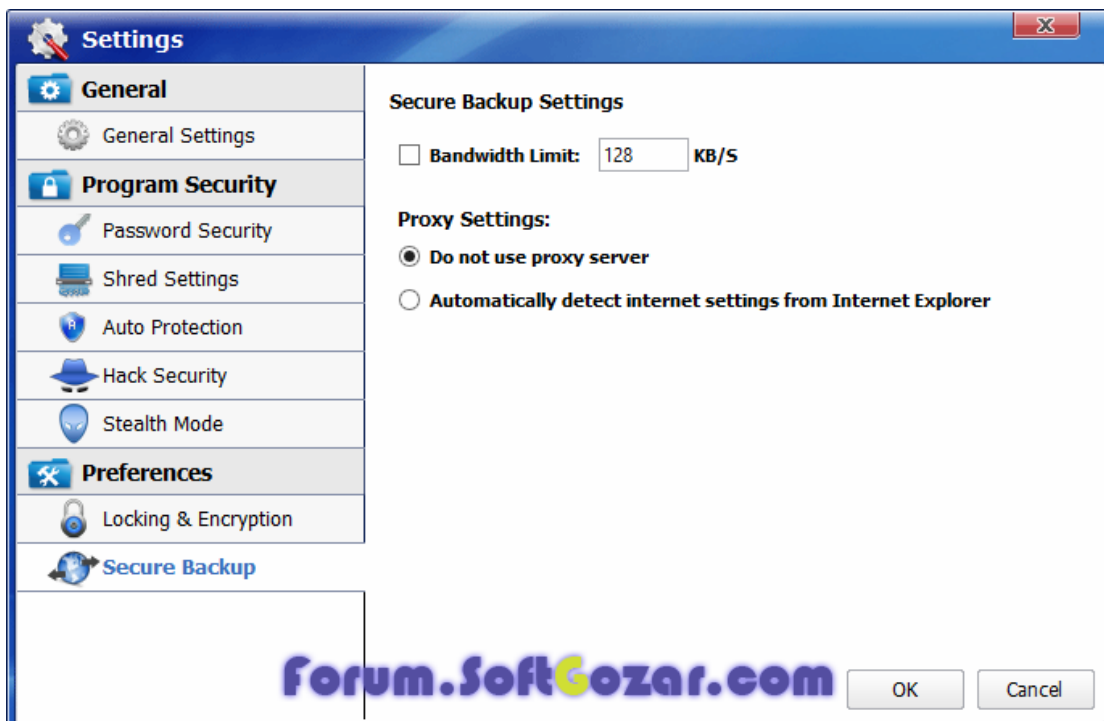 Settings
General
General Settings
Program Security
Password Security
Shred Settings
Auto Protection
Hack Security
Stealth Mode
Preferences
Locking & Encryption
Secure Backup
Secure Backup Settings
Bandwidth Limit: 128 KB/S
Proxy Settings:
Do not use proxy server
Automatically detect internet settings from Internet Explorer
Forum.SoftGozar.com
OK Cancel